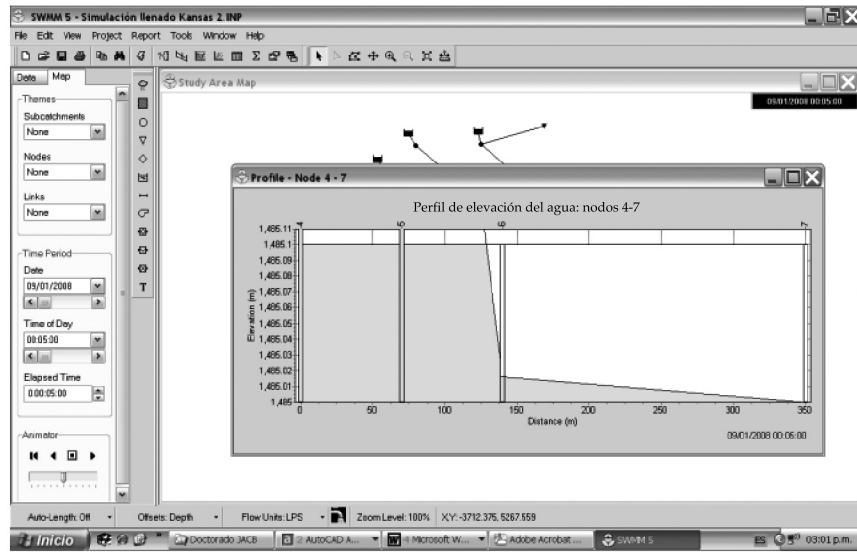 SWMM 5 - Simulación llenado Kansas 2.INP
File Edit View Project Report Tools Window Help
Data Map
Study Area Map
09/01/2008 00:05:00
Themes
Subcatchments
None
Nodes
None
Links
None
Time Period
Date
09/01/2008
Time of Day
00:05:00
Elapsed Time
0.00:05:00
Animator
T
Profile - Node 4 - 7
Perfil de elevación del agua: nodos 4-7
4 5 6 7
1,485.11
1,485.1
1,485.09
1,485.08
1,485.07
1,485.06
1,485.05
1,485.04
1,485.03
1,485.02
1,485.01
1,485
Elevation (m)
0 50 100 150 200 250 300 350
Distance (m)
09/01/2008 00:05:00
Auto-Length: Off Offsets: Depth Flow Units: LPS Zoom Level: 100% X,Y: -3712.375, 5267.559
Inicio Doctorado JACB 2 AutoCAD A... 4 Microsoft W... Adobe Acrobat ... SWMM 5 ES 03:01 p.m.